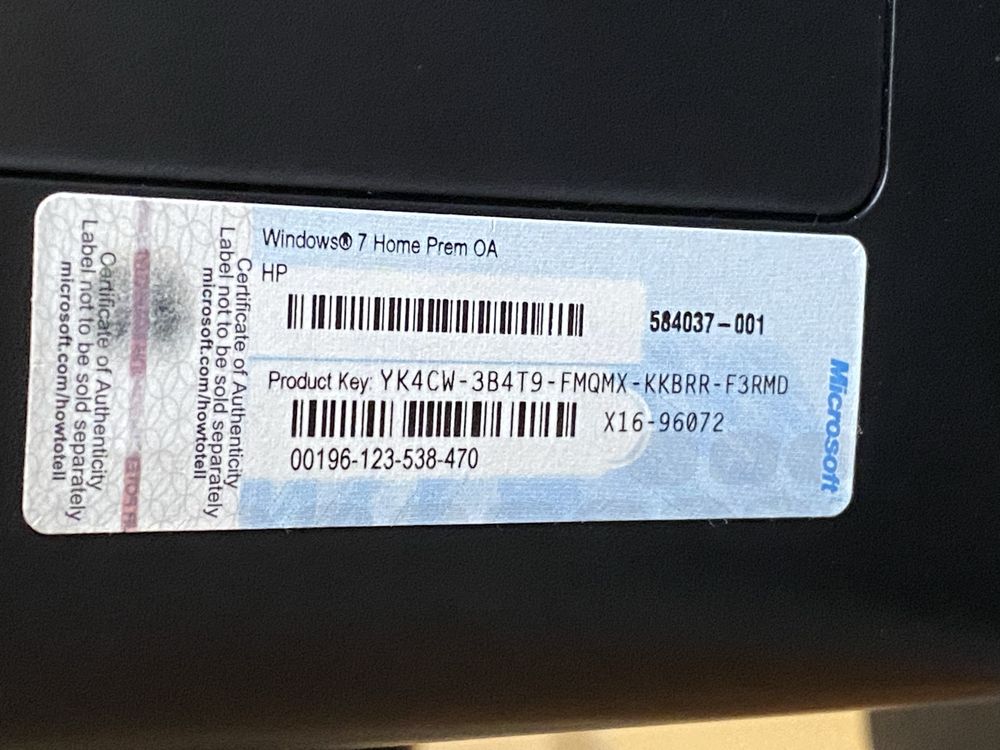 Certificate of Authenticity
Label not to be sold separately
microsoft.com/howtotell
Certificate of Authenticity
Label not to be sold separately
microsoft.com/howtotell
Windows® 7 Home Prem OA
HP
584037-001
Product Key: YK4CW-3B4T9-FMQMX-KKBRR-F3RMD
X16-96072
00196-123-538-470
Microsoft